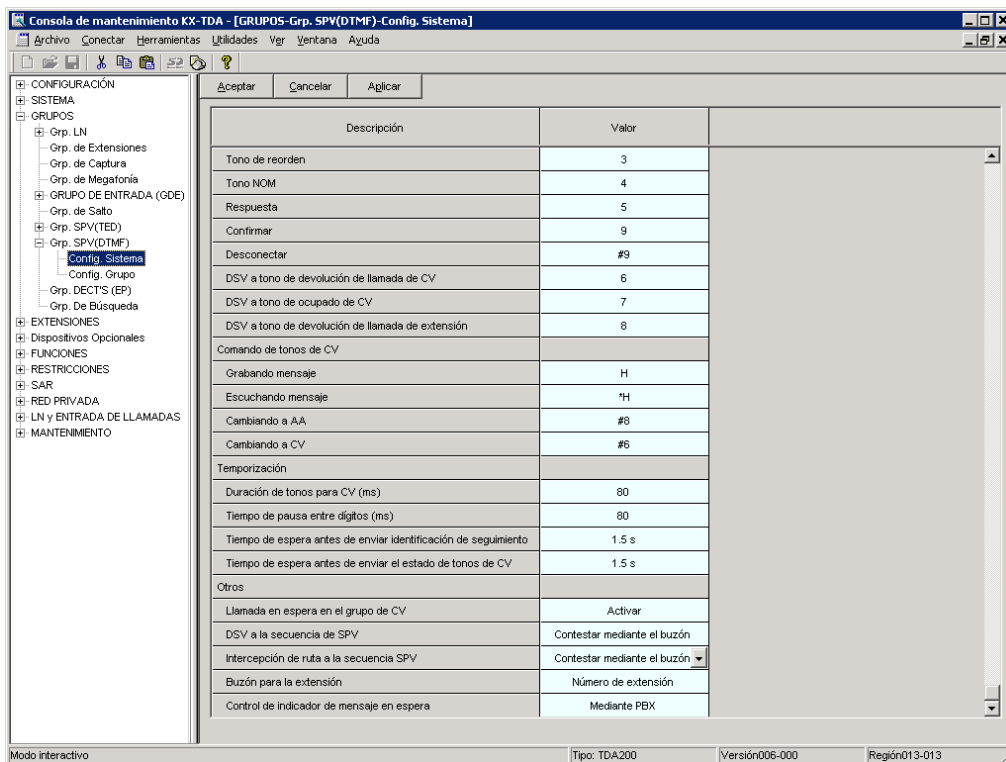 Consola de mantenimiento KX-TDA - [GRUPOS-Grp. SPV(DTMF)-Config. Sistema]
Archivo Conectar Herramientas Utilidades Ver Ventana Ayuda
CONFIGURACIÓN
SISTEMA
GRUPOS
Grp. LN
Grp. de Extensiones
Grp. de Captura
Grp. de Megafonía
GRUPO DE ENTRADA (GDE)
Grp. de Salto
Grp. SPV(TED)
Grp. SPV(DTMF)
Config. Sistema
Config. Grupo
Grp. DECT'S (EP)
Grp. De Búsqueda
EXTENSIONES
Dispositivos Opcionales
FUNCIONES
RESTRICCIONES
SAR
RED PRIVADA
LN y ENTRADA DE LLAMADAS
MANTENIMIENTO
Aceptar Cancelar Aplicar
Descripción Valor
Tono de reorden 3
Tono NOM 4
Respuesta 5
Confirmar 9
Desconectar #9
DSV a tono de devolución de llamada de CV 6
DSV a tono de ocupado de CV 7
DSV a tono de devolución de llamada de extensión 8
Comando de tonos de CV
Grabando mensaje H
Escuchando mensaje *H
Cambiando a AA #8
Cambiando a CV #6
Temporización
Duración de tonos para CV (ms) 80
Tiempo de pausa entre dígitos (ms) 80
Tiempo de espera antes de enviar identificación de seguimiento 1.5 s
Tiempo de espera antes de enviar el estado de tonos de CV 1.5 s
Otros
Llamada en espera en el grupo de CV Activar
DSV a la secuencia de SPV Contestar mediante el buzón
Intercepción de ruta a la secuencia SPV Contestar mediante el buzón
Buzón para la extensión Número de extensión
Control de indicador de mensaje en espera Mediante PBX
Modo interactivo Tipo: TDA200 Versión006-000 Región013-013